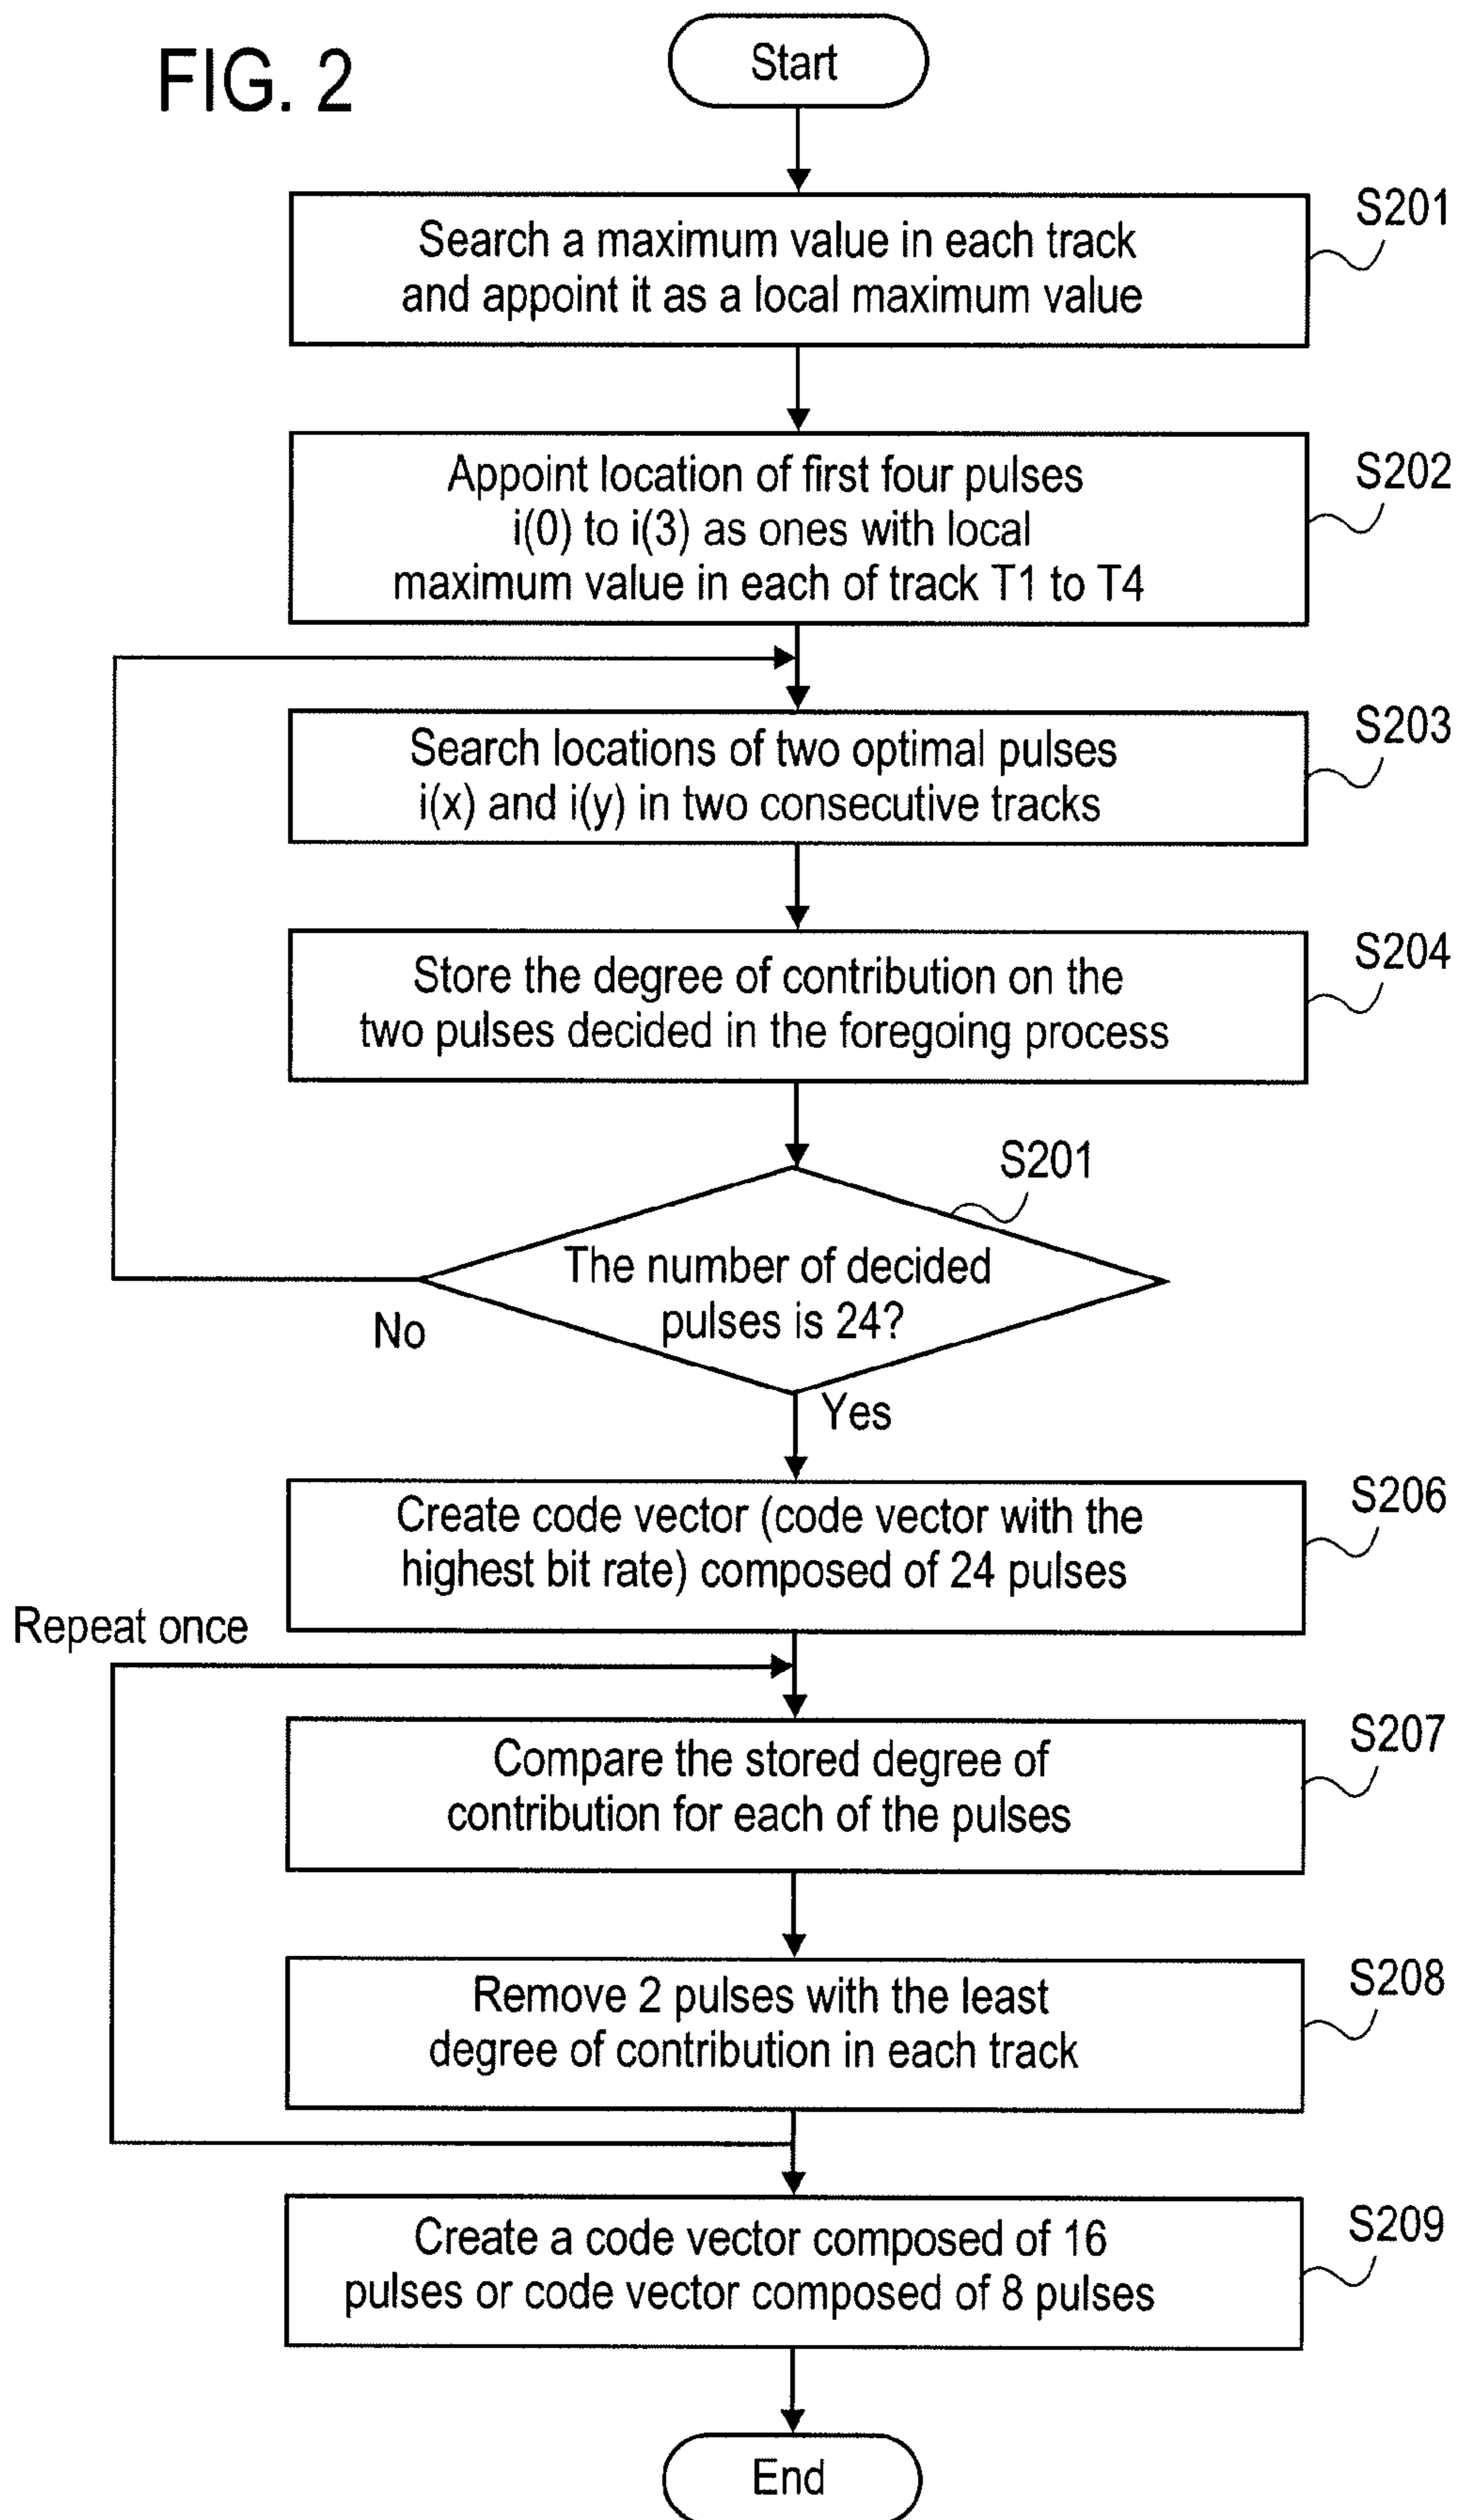 FIG. 2
Start
S201
Search a maximum value in each track
and appoint it as a local maximum value
S202
Appoint location of first four pulses
i(0) to i(3) as ones with local
maximum value in each of track T1 to T4
S203
Search locations of two optimal pulses
i(x) and i(y) in two consecutive tracks
S204
Store the degree of contribution on the
two pulses decided in the foregoing process
S201
The number of decided
pulses is 24?
No
Yes
S206
Create code vector (code vector with the
highest bit rate) composed of 24 pulses
Repeat once
S207
Compare the stored degree of
contribution for each of the pulses
S208
Remove 2 pulses with the least
degree of contribution in each track
S209
Create a code vector composed of 16
pulses or code vector composed of 8 pulses
End